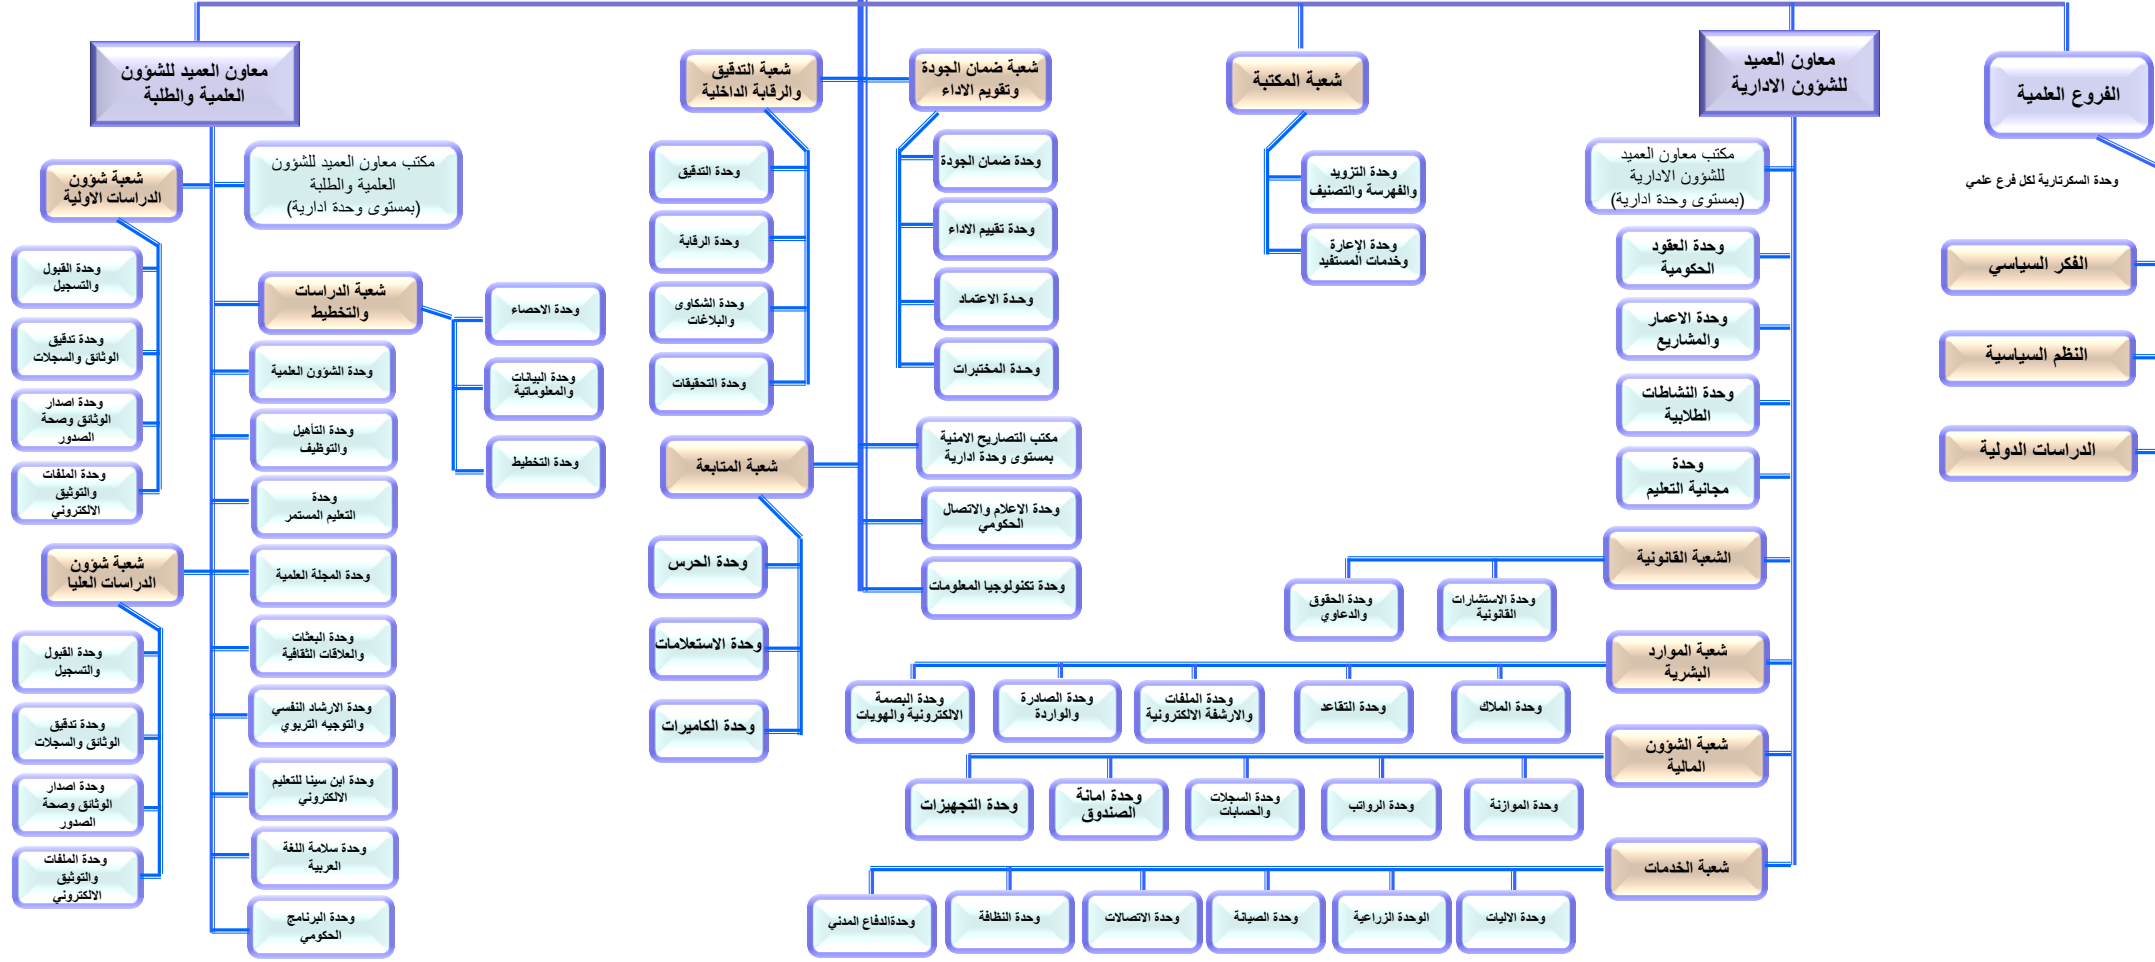 الفروع العلمية
وحدة السكرتارية لكل فرع علمي
الفكر السياسي
النظم السياسية
الدراسات الدولية
معاون العميد
للشؤون الادارية
مكتب معاون العميد
للشؤون الادارية
(بمستوى وحدة ادارية)
وحدة العقود
الحكومية
وحدة الاعمار
والمشاريع
وحدة النشاطات
الطلابية
وحدة
مجانية التعليم
الشعبة القانونية
وحدة الاستشارات
القانونية
وحدة الحقوق
والدعاوي
شعبة الموارد
البشرية
وحدة الملاك
وحدة التقاعد
وحدة الملفات
والارشفة الالكترونية
وحدة الصادرة
والواردة
وحدة البصمة
الالكترونية والهويات
شعبة الشؤون
المالية
وحدة الموازنة
وحدة الرواتب
وحدة السجلات
والحسابات
وحدة امانة
الصندوق
وحدة التجهيزات
شعبة الخدمات
وحدة الاليات
الوحدة الزراعية
وحدة الصيانة
وحدة الاتصالات
وحدة النظافة
وحدةالدفاع المدني
شعبة المكتبة
وحدة التزويد
والفهرسة والتصنيف
وحدة الإعارة
وخدمات المستفيد
شعبة ضمان الجودة
وتقويم الاداء
وحدة ضمان الجودة
وحدة تقييم الاداء
وحدة الاعتماد
وحدة المختبرات
مكتب التصاريح الامنية
بمستوى وحدة ادارية
وحدة الاعلام والاتصال
الحكومي
وحدة تكنولوجيا المعلومات
شعبة التدقيق
والرقابة الداخلية
وحدة التدقيق
وحدة الرقابة
وحدة الشكاوى
والبلاغات
وحدة التحقيقات
شعبة المتابعة
وحدة الحرس
وحدة الاستعلامات
وحدة الكاميرات
معاون العميد للشؤون
العلمية والطلبة
مكتب معاون العميد للشؤون
العلمية والطلبة
(بمستوى وحدة ادارية)
شعبة الدراسات
والتخطيط
وحدة الاحصاء
وحدة البيانات
والمعلوماتية
وحدة التخطيط
وحدة الشؤون العلمية
وحدة التأهيل
والتوظيف
وحدة
التعليم المستمر
وحدة المجلة العلمية
وحدة البعثات
والعلاقات الثقافية
وحدة الارشاد النفسي
والتوجيه التربوي
وحدة ابن سينا للتعليم
الالكتروني
وحدة سلامة اللغة
العربية
وحدة البرنامج
الحكومي
شعبة شؤون
الدراسات الاولية
وحدة القبول
والتسجيل
وحدة تدقيق
الوثائق والسجلات
وحدة اصدار
الوثائق وصحة
الصدور
وحدة الملفات
والتوثيق
الالكتروني
شعبة شؤون
الدراسات العليا
وحدة القبول
والتسجيل
وحدة تدقيق
الوثائق والسجلات
وحدة اصدار
الوثائق وصحة
الصدور
وحدة الملفات
والتوثيق
الالكتروني